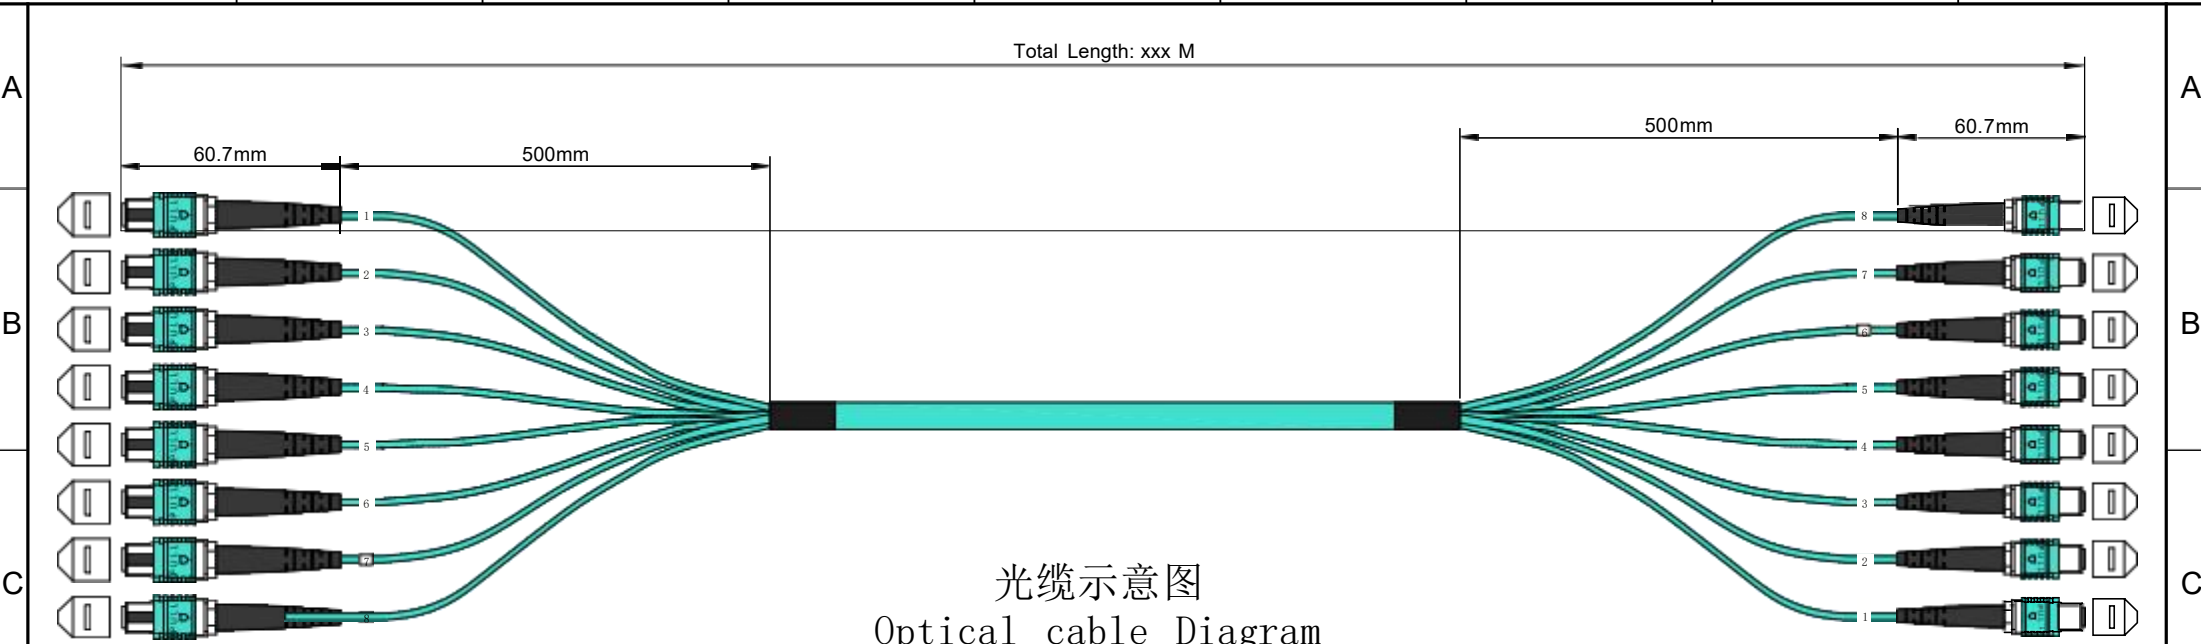 Total Length: xxx M
A
A
500mm
60.7mm
60.7mm
500mm
1
8
2
7
3
6
4
5
5
4
6
3
7
2
8
1
B
B
C
C
光缆示意图
Optical cable Diagram